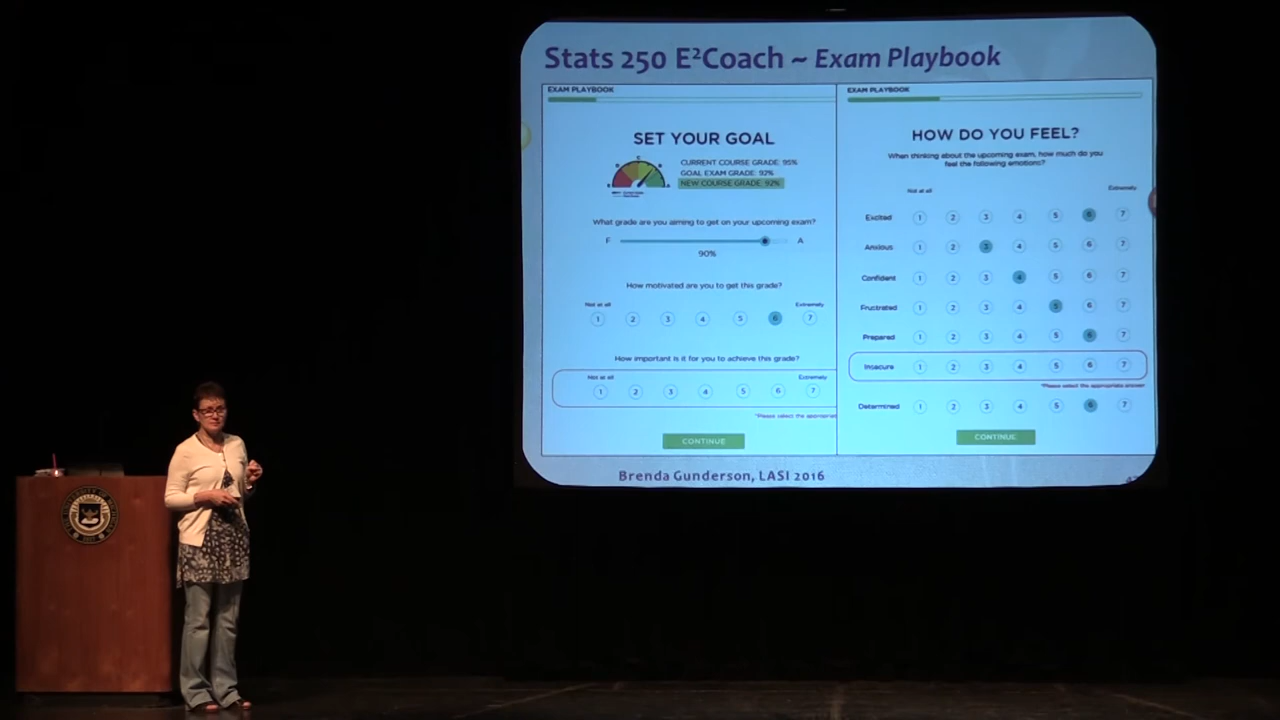 Stats 250 E²Coach ~ Exam Playbook
EXAM PLAYBOOK
SET YOUR GOAL
CURRENT COURSE GRADE: 95%
GOAL EXAM GRADE: 92%
NEW COURSE GRADE: 92%
What grade are you aiming to get on your upcoming exam?
F A
90%
How motivated are you to get this grade?
Not at all Extremely
1 2 3 4 5 6 7
How important is it for you to achieve this grade?
Not at all Extremely
1 2 3 4 5 6 7
*Please select the appropriat
CONTINUE
EXAM PLAYBOOK
HOW DO YOU FEEL?
When thinking about the upcoming exam, how much do you
feel the following emotions?
Not at all Extremely
Excited 1 2 3 4 5 6 7
Anxious 1 2 3 4 5 6 7
Confident 1 2 3 4 5 6 7
Frustrated 1 2 3 4 5 6 7
Prepared 1 2 3 4 5 6 7
Insecure 1 2 3 4 5 6 7
*Please select the appropriate answer
Determined 1 2 3 4 5 6 7
CONTINUE
Brenda Gunderson, LASI 2016